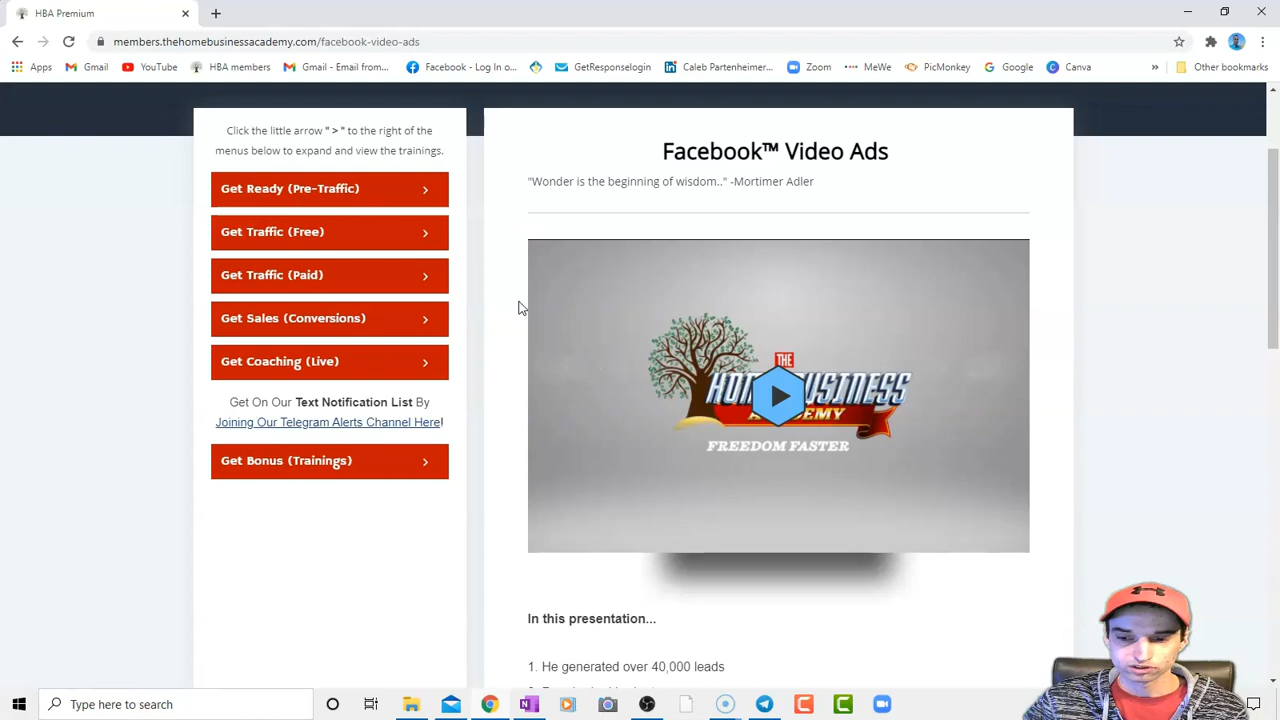 HBA Premium
members.thehomebusinessacademy.com/facebook-video-ads
Apps Gmail YouTube HBA members Gmail - Email from... Facebook - Log In o... GetResponselogin Caleb Partenheimer... Zoom MeWe PicMonkey Google Canva » Other bookmarks
Click the little arrow " > " to the right of the
menus below to expand and view the trainings.
Get Ready (Pre-Traffic)
Get Traffic (Free)
Get Traffic (Paid)
Get Sales (Conversions)
Get Coaching (Live)
Get On Our Text Notification List By
Joining Our Telegram Alerts Channel Here!
Get Bonus (Trainings)
Facebook™ Video Ads
"Wonder is the beginning of wisdom.." -Mortimer Adler
THE
HOME BUSINESS
ACADEMY
FREEDOM FASTER
In this presentation...
1. He generated over 40,000 leads
Type here to search